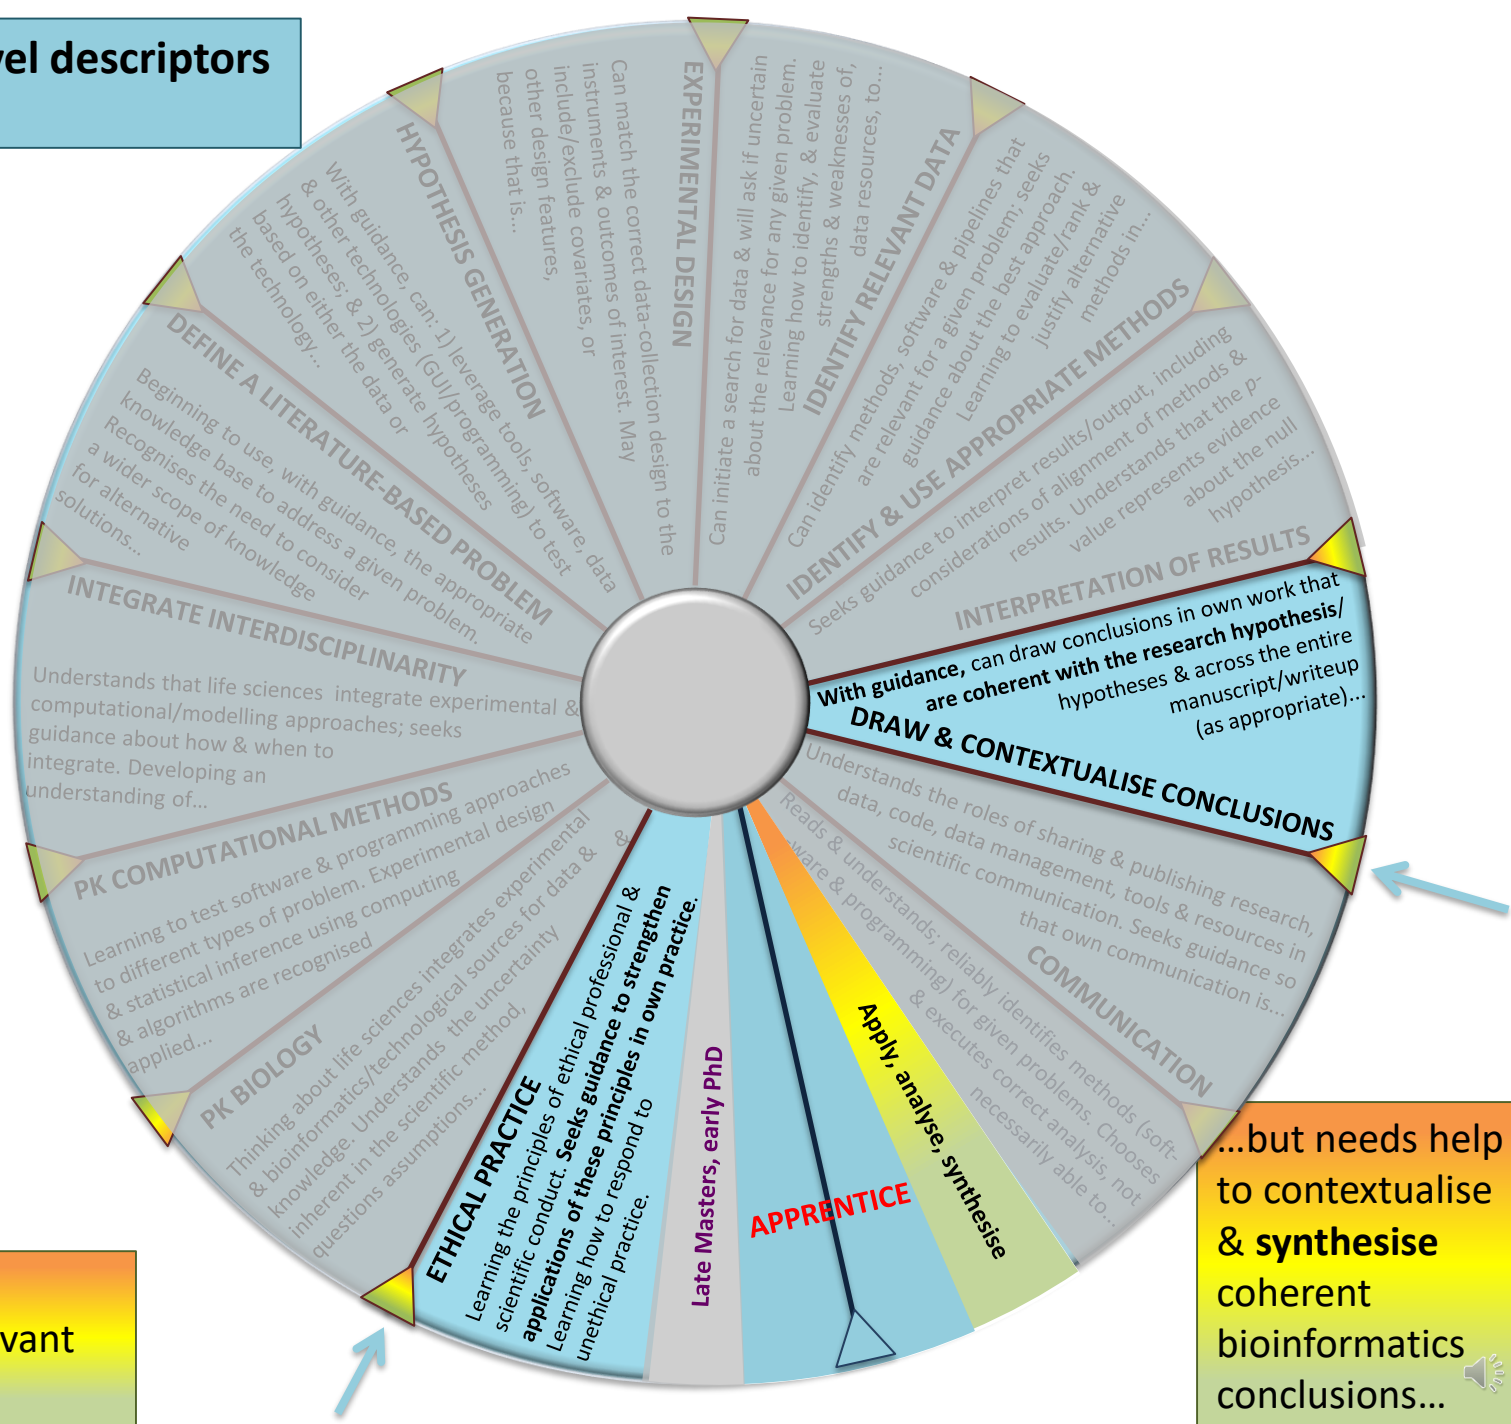 vel descriptors
EXPERIMENTAL DESIGN
Can match the correct data-collection design to the
instruments & outcomes of interest. May
include/exclude covariates, or
other design features,
because that is...
IDENTIFY RELEVANT DATA
Can initiate a search for data & will ask if uncertain
about the relevance for any given problem.
Learning how to identify, & evaluate
strengths & weaknesses of,
data resources, to...
IDENTIFY & USE APPROPRIATE METHODS
Can identify methods, software & pipelines that
are relevant for a given problem; seeks
guidance about the best approach.
Learning to evaluate/rank &
justify alternative
methods in...
INTERPRETATION OF RESULTS
Seeks guidance to interpret results/output, including
considerations of alignment of methods &
results. Understands that the p-
value represents evidence
about the null
hypothesis...
With guidance, can draw conclusions in own work that
are coherent with the research hypothesis/
hypotheses & across the entire
manuscript/writeup
(as appropriate)...
DRAW & CONTEXTUALISE CONCLUSIONS
Understands the roles of sharing & publishing research,
data, code, data management, tools & resources in
scientific communication. Seeks guidance so
that own communication is...
COMMUNICATION
Reads & understands; reliably identifies methods (soft-
ware & programming) for given problems. Chooses
& executes correct analysis, not
necessarily able to...
Apply, analyse, synthesise
APPRENTICE
Late Masters, early PhD
ETHICAL PRACTICE
Learning the principles of ethical professional &
scientific conduct. Seeks guidance to strengthen
applications of these principles in own practice.
Learning how to respond to
unethical practice.
PK BIOLOGY
Thinking about life sciences integrates experimental &
& bioinformatics/technological sources for data &
knowledge. Understands the uncertainty
inherent in the scientific method,
questions assumptions...
PK COMPUTATIONAL METHODS
Learning to test software & programming approaches
to different types of problem. Experimental design
& statistical inference using computing
& algorithms are recognised
applied...
INTEGRATE INTERDISCIPLINARITY
Understands that life sciences integrate experimental &
computational/modelling approaches; seeks
guidance about how & when to
integrate. Developing an
understanding of...
DEFINE A LITERATURE-BASED PROBLEM
Beginning to use, with guidance, the appropriate
knowledge base to address a given problem.
Recognises the need to consider
a wider scope of knowledge
for alternative
solutions...
HYPOTHESIS GENERATION
With guidance, can: 1) leverage tools, software, data
& other technologies (GUI/programming) to test
hypotheses; & 2) generate hypotheses
based on either the data or
the technology...
vant
...but needs help
to contextualise
& synthesise
coherent
bioinformatics
conclusions...